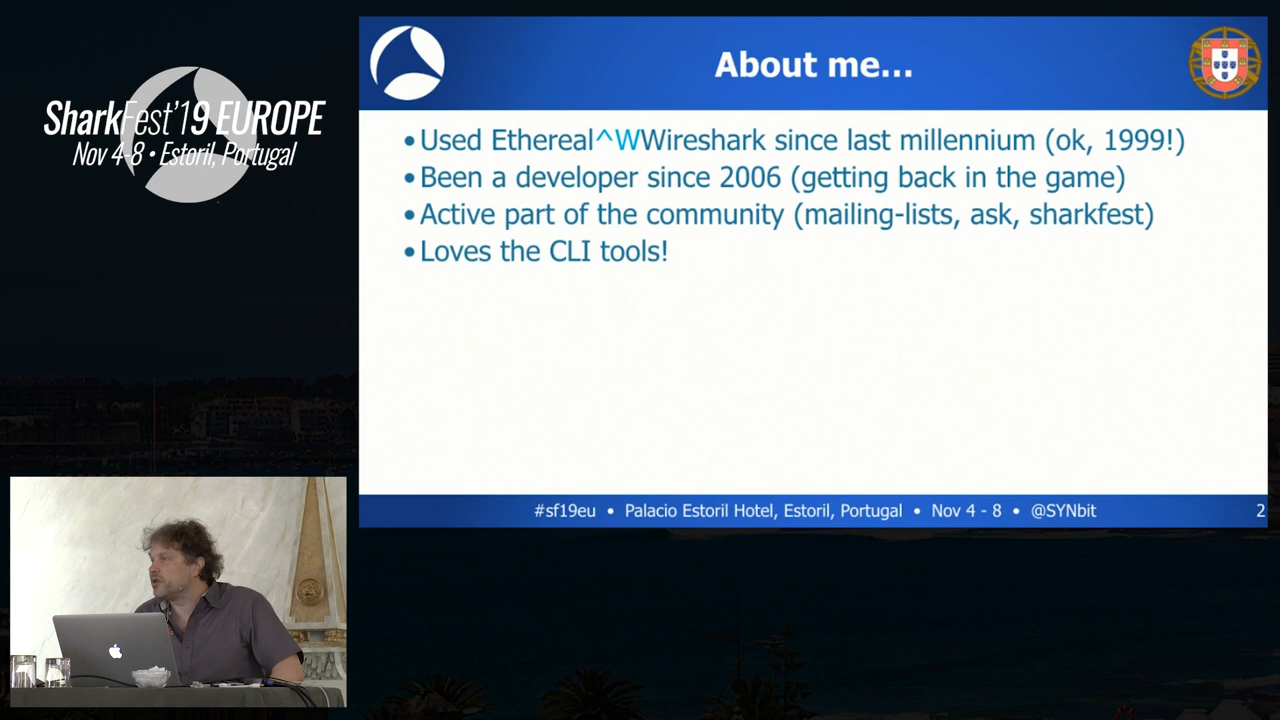 SharkFest'19 EUROPE
Nov 4-8 • Estoril, Portugal
About me...
•Used Ethereal^WWireshark since last millennium (ok, 1999!)
•Been a developer since 2006 (getting back in the game)
•Active part of the community (mailing-lists, ask, sharkfest)
•Loves the CLI tools!
#sf19eu • Palacio Estoril Hotel, Estoril, Portugal • Nov 4 - 8 • @SYNbit
2